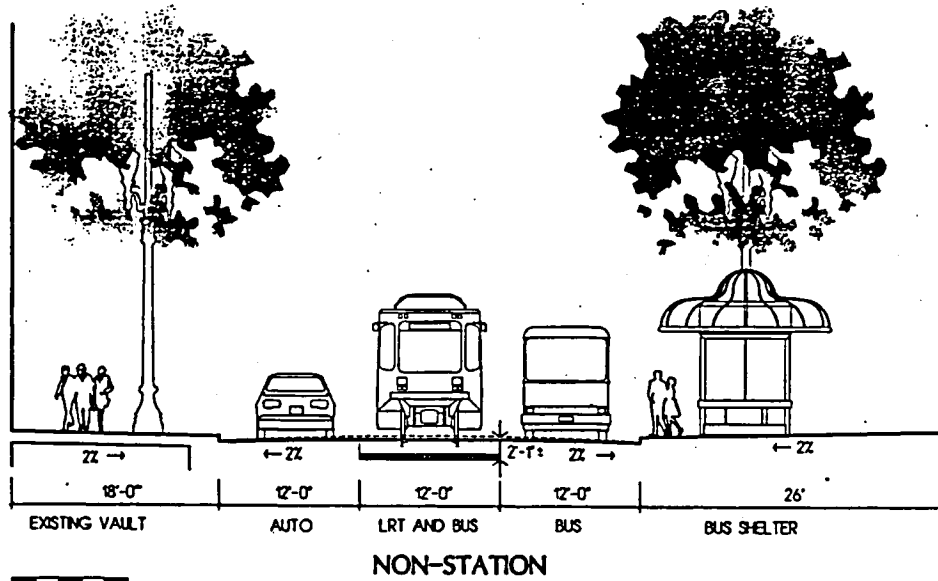 2% → ← 2% 2'-1"± 2% → ← 2%
18'-0" 12'-0" 12'-0" 12'-0" 26'
EXISTING VAULT AUTO LRT AND BUS BUS BUS SHELTER
NON-STATION